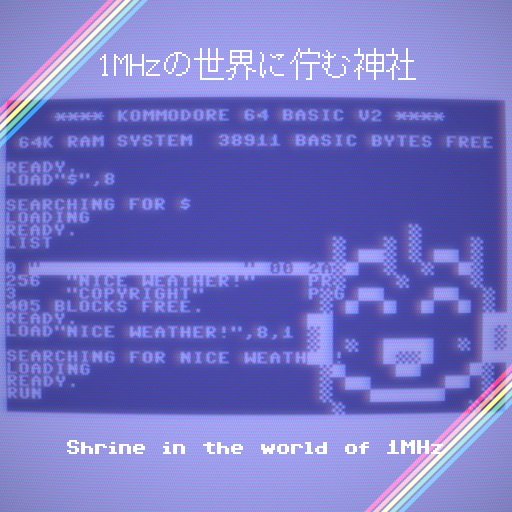 1MHzの世界に佇む神社
**** KOMMODORE 64 BASIC V2 ****
64K RAM SYSTEM 38911 BASIC BYTES FREE
READY.
LOAD"$",8
SEARCHING FOR $
LOADING
READY.
LIST
0 " " 00 2A
256 "NICE WEATHER!" PRG
3 "COPYRIGHT" PRG
405 BLOCKS FREE.
READY.
LOAD"NICE WEATHER!",8,1
SEARCHING FOR NICE WEATH !
LOADING
READY.
RUN
Shrine in the world of 1MHz